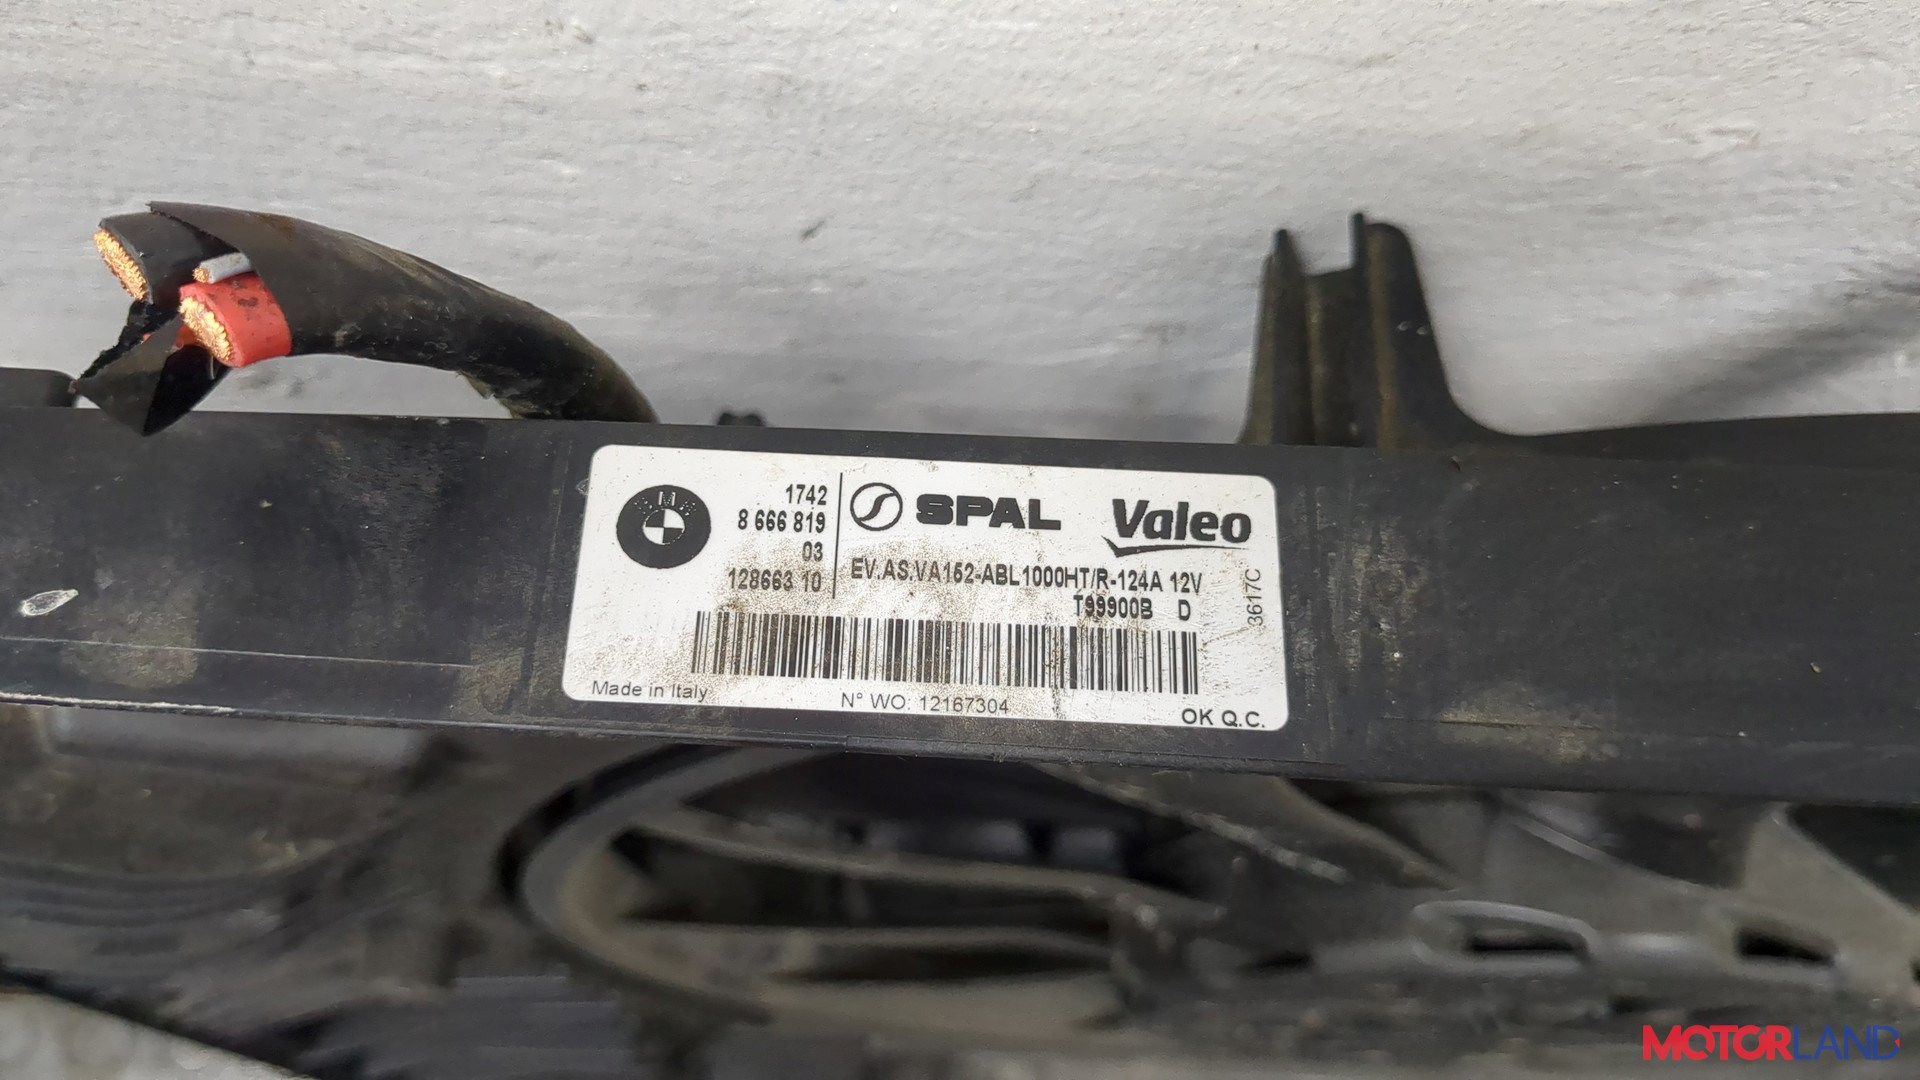 BMW
1742
8 666 819
03
128663 10
SPAL
Valeo
EV.AS.VA152-ABL1000HT/R-124A 12V
T99900B D
3617C
Made in Italy
N° WO: 12167304
OK Q.C.
MOTORLAND